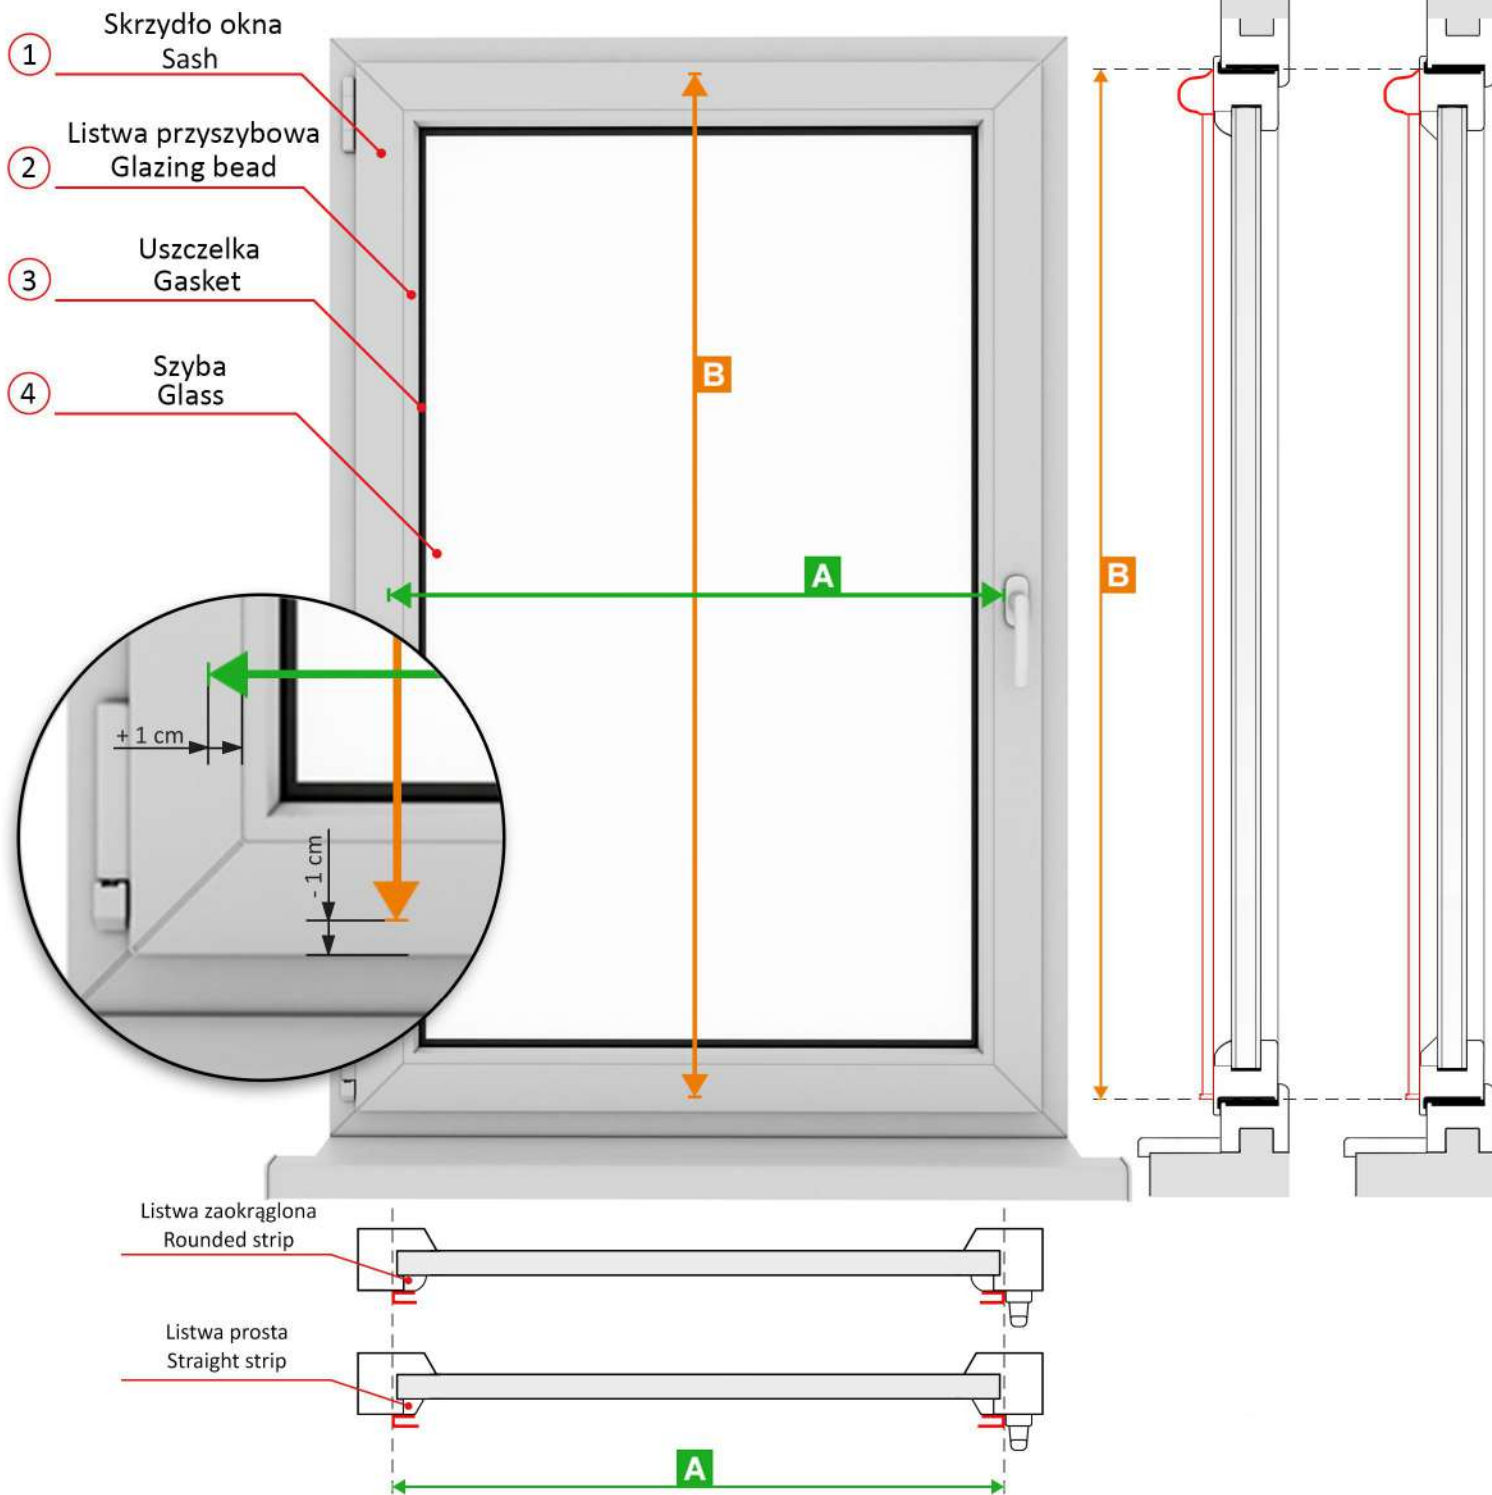 1
Skrzydło okna
Sash
2
Listwa przyszybowa
Glazing bead
3
Uszczelka
Gasket
4
Szyba
Glass
B
A
B
+ 1 cm
- 1 cm
Listwa zaokrąglona
Rounded strip
Listwa prosta
Straight strip
A